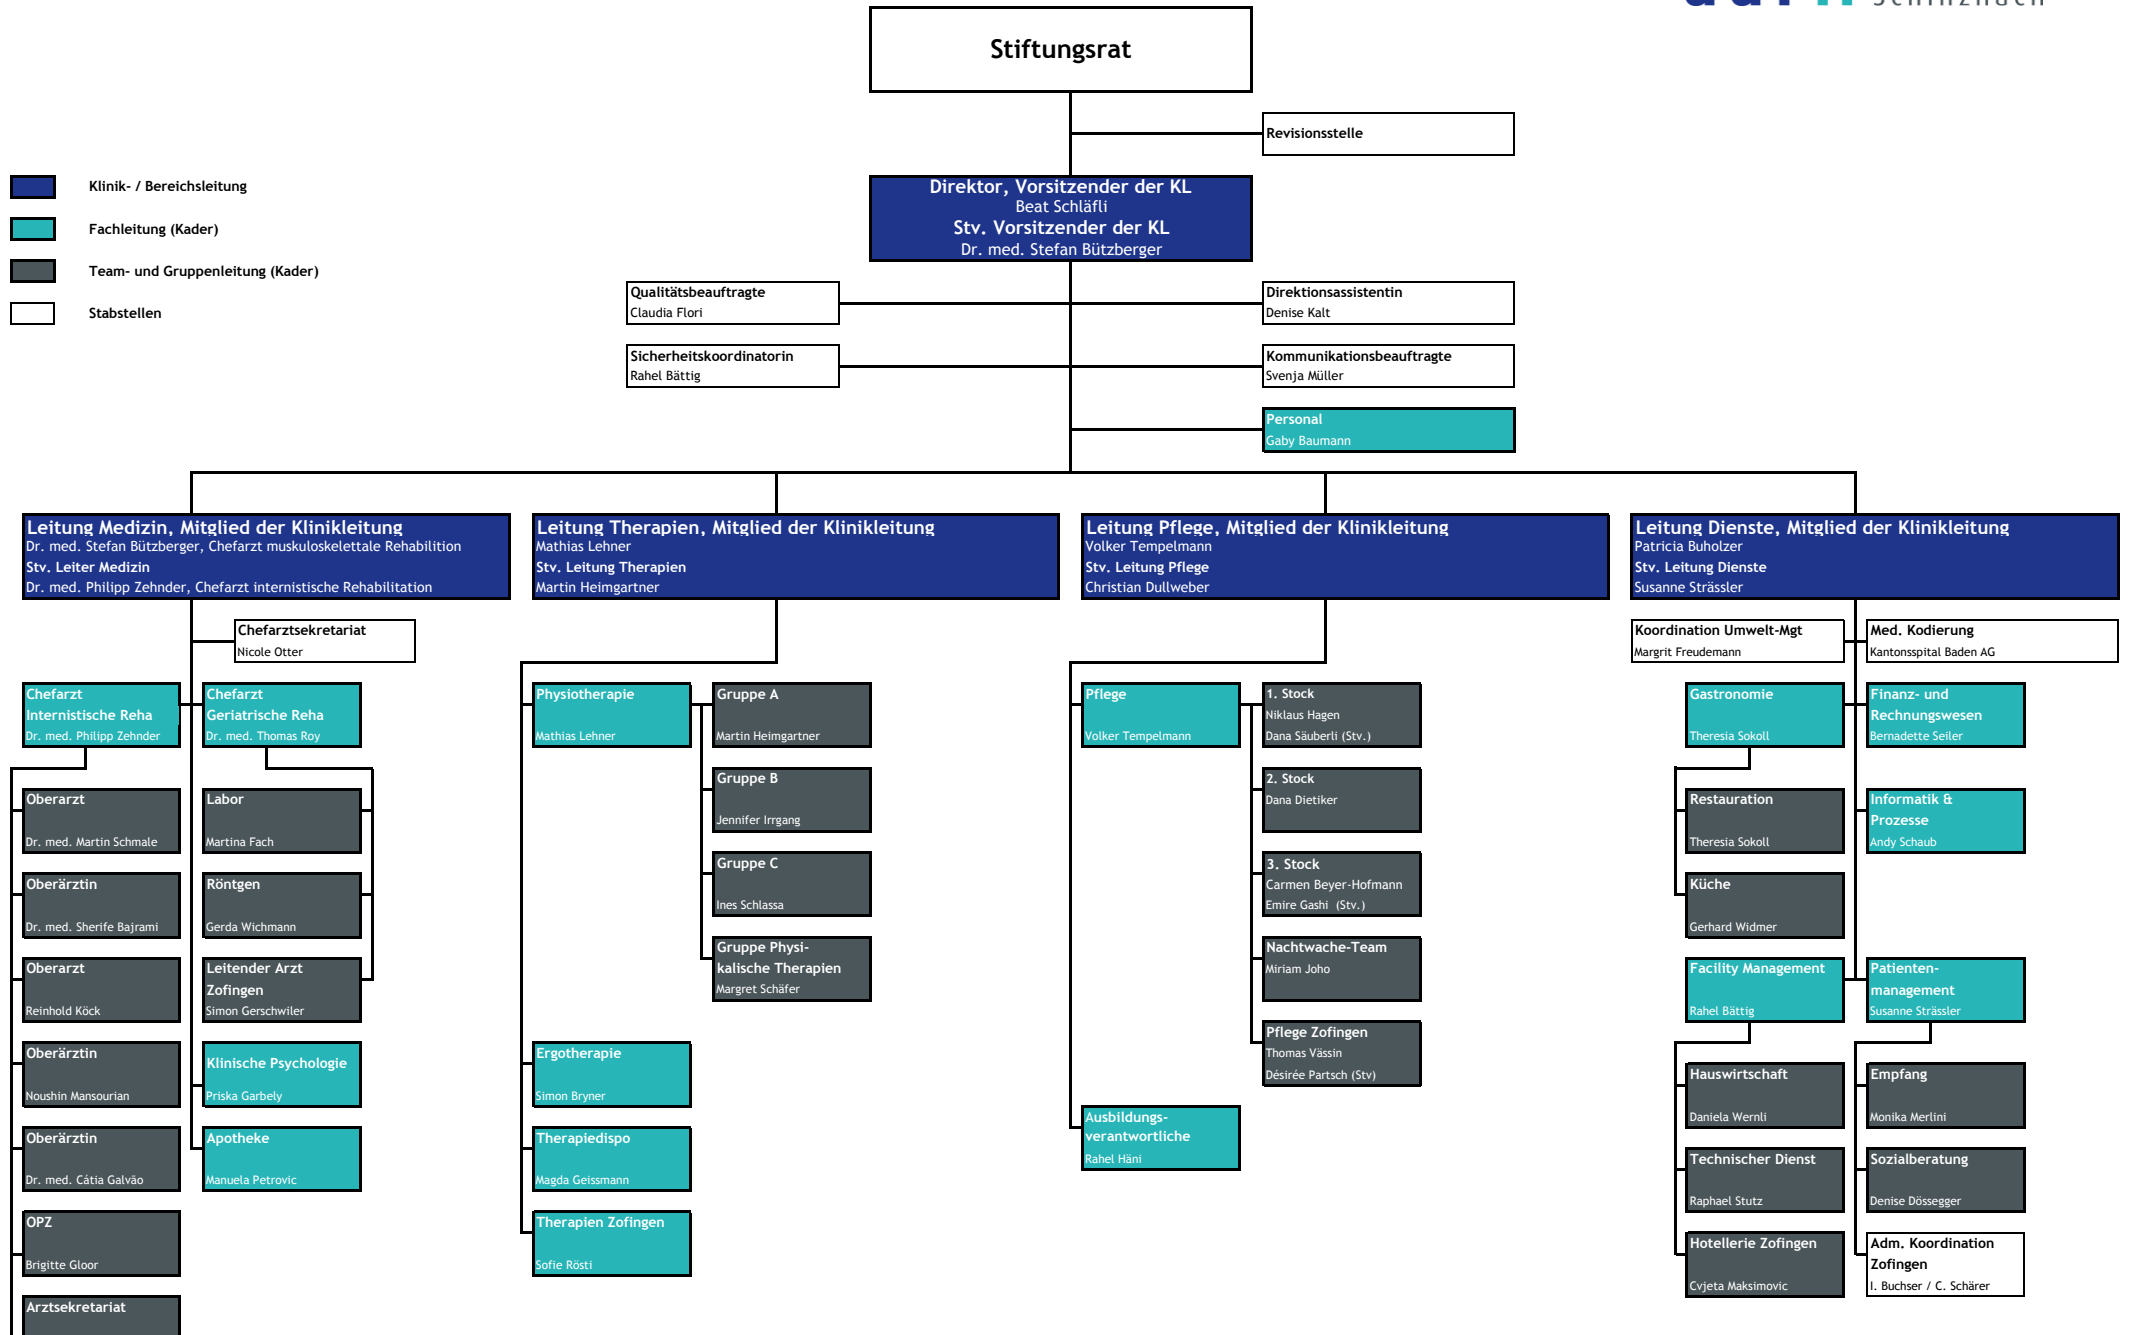 Schinznach
Stiftungsrat
Revisionsstelle
Klinik- / Bereichsleitung
Fachleitung (Kader)
Team- und Gruppenleitung (Kader)
Stabstellen
Direktor, Vorsitzender der KL
Beat Schläfli
Stv. Vorsitzender der KL
Dr. med. Stefan Bützberger
Qualitätsbeauftragte
Claudia Flori
Direktionsassistentin
Denise Kalt
Sicherheitskoordinatorin
Rahel Bättig
Kommunikationsbeauftragte
Svenja Müller
Personal
Gaby Baumann
Leitung Medizin, Mitglied der Klinikleitung
Dr. med. Stefan Bützberger, Chefarzt muskuloskelettale Rehabilition
Stv. Leiter Medizin
Dr. med. Philipp Zehnder, Chefarzt internistische Rehabilitation
Leitung Therapien, Mitglied der Klinikleitung
Mathias Lehner
Stv. Leitung Therapien
Martin Heimgartner
Leitung Pflege, Mitglied der Klinikleitung
Volker Tempelmann
Stv. Leitung Pflege
Christian Dullweber
Leitung Dienste, Mitglied der Klinikleitung
Patricia Buholzer
Stv. Leitung Dienste
Susanne Strässler
Chefarztsekretariat
Nicole Otter
Chefarzt
Internistische Reha
Dr. med. Philipp Zehnder
Chefarzt
Geriatrische Reha
Dr. med. Thomas Roy
Oberarzt
Dr. med. Martin Schmale
Oberärztin
Dr. med. Sherife Bajrami
Oberarzt
Reinhold Köck
Oberärztin
Noushin Mansourian
Oberärztin
Dr. med. Cátia Galvão
OPZ
Brigitte Gloor
Arztsekretariat
Labor
Martina Fach
Röntgen
Gerda Wichmann
Leitender Arzt
Zofingen
Simon Gerschwiler
Klinische Psychologie
Priska Garbely
Apotheke
Manuela Petrovic
Physiotherapie
Mathias Lehner
Gruppe A
Martin Heimgartner
Gruppe B
Jennifer Irrgang
Gruppe C
Ines Schlassa
Gruppe Physi-
kalische Therapien
Margret Schäfer
Ergotherapie
Simon Bryner
Therapiedispo
Magda Geissmann
Therapien Zofingen
Sofie Rösti
Pflege
Volker Tempelmann
1. Stock
Niklaus Hagen
Dana Säuberli (Stv.)
2. Stock
Dana Dietiker
3. Stock
Carmen Beyer-Hofmann
Emire Gashi (Stv.)
Nachtwache-Team
Miriam Joho
Pflege Zofingen
Thomas Vässin
Désirée Partsch (Stv)
Ausbildungs-
verantwortliche
Rahel Häni
Koordination Umwelt-Mgt
Margrit Freudemann
Med. Kodierung
Kantonsspital Baden AG
Gastronomie
Theresia Sokoll
Finanz- und
Rechnungswesen
Bernadette Seiler
Restauration
Theresia Sokoll
Informatik &
Prozesse
Andy Schaub
Küche
Gerhard Widmer
Facility Management
Rahel Bättig
Patienten-
management
Susanne Strässler
Hauswirtschaft
Daniela Wernli
Empfang
Monika Merlini
Technischer Dienst
Raphael Stutz
Sozialberatung
Denise Dössegger
Hotellerie Zofingen
Cvjeta Maksimovic
Adm. Koordination
Zofingen
I. Buchser / C. Schärer